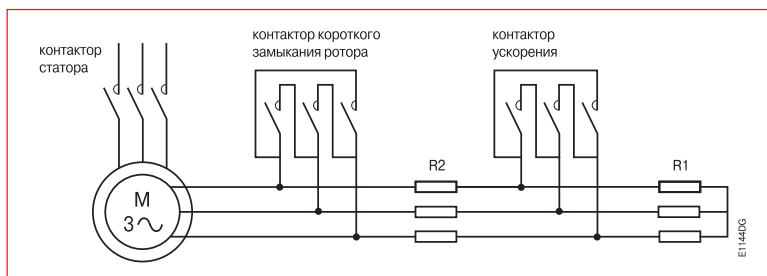 контактор
статора
контактор короткого
замыкания ротора
контактор
ускорения
R2
R1
M
3
E1144DG